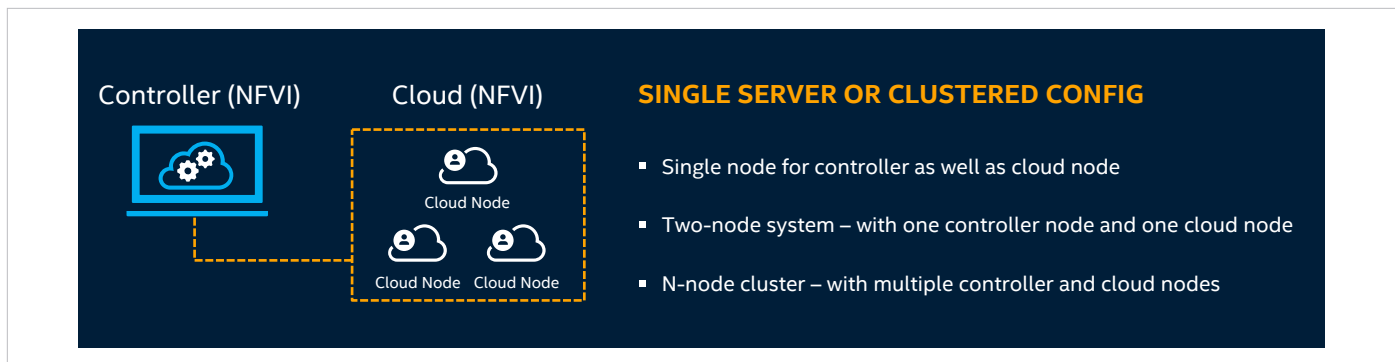 Controller (NFVI)
Cloud (NFVI)
Cloud Node
Cloud Node
Cloud Node
SINGLE SERVER OR CLUSTERED CONFIG
▪ Single node for controller as well as cloud node
▪ Two-node system – with one controller node and one cloud node
▪ N-node cluster – with multiple controller and cloud nodes